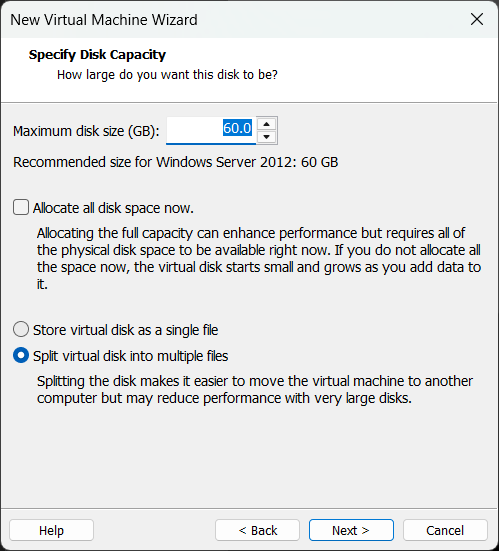 New Virtual Machine Wizard
Specify Disk Capacity
How large do you want this disk to be?
Maximum disk size (GB): 60.0
Recommended size for Windows Server 2012: 60 GB
Allocate all disk space now.
Allocating the full capacity can enhance performance but requires all of
the physical disk space to be available right now. If you do not allocate all
the space now, the virtual disk starts small and grows as you add data to
it.
Store virtual disk as a single file
Split virtual disk into multiple files
Splitting the disk makes it easier to move the virtual machine to another
computer but may reduce performance with very large disks.
Help < Back Next > Cancel